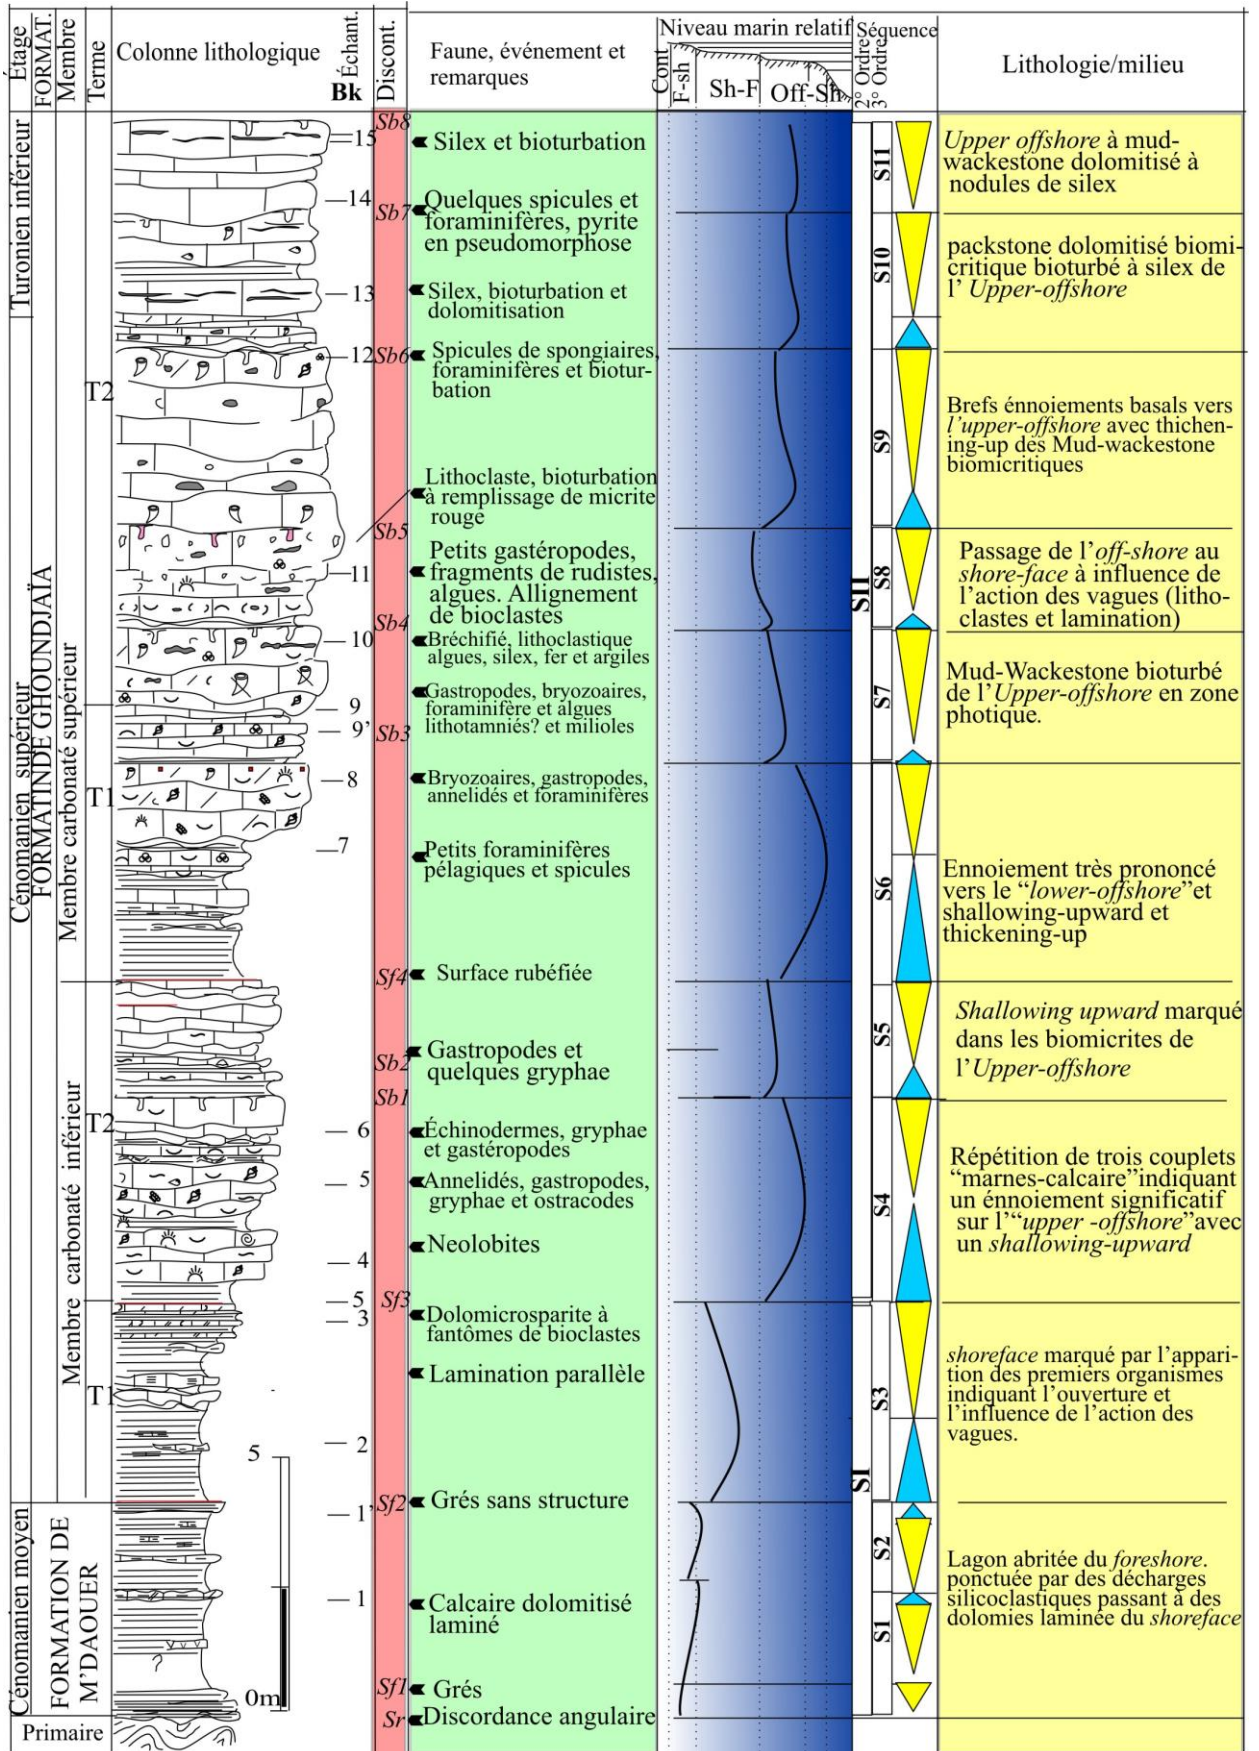 Étage
FORMAT.
Membre
Terme
Colonne lithologique
Échant.
Bk
Discont.
Faune, événement et
remarques
Niveau marin relatif
Cont
F-sh
Sh-F
Off-Sh
Séquence
2° Ordre
3° Ordre
Lithologie/milieu
Turonien inférieur
Cénomanien supérieur
Cénomanien moyen
FORMATINDE GHOUNDJAÏA
FORMATION DE
M'DAOUER
Membre carbonaté supérieur
Membre carbonaté inférieur
T2
T1
T2
T1
Primaire
15
14
13
12
11
10
9
9'
8
7
6
5
4
5
3
2
1'
1
5
0m
Sb8
Sb7
Sb6
Sb5
Sb4
Sb3
Sf4
Sb2
Sb1
Sf3
Sf2
Sf1
Sr
Silex et bioturbation
Quelques spicules et
foraminifères, pyrite
en pseudomorphose
Silex, bioturbation et
dolomitisation
Spicules de spongiaires,
foraminifères et biotur-
bation
Lithoclaste, bioturbation
à remplissage de micrite
rouge
Petits gastéropodes,
fragments de rudistes,
algues. Allignement
de bioclastes
Bréchifié, lithoclastique
algues, silex, fer et argiles
Gastropodes, bryozoaires,
foraminifère et algues
lithotamniés? et milioles
Bryozoaires, gastropodes,
annelidés et foraminifères
Petits foraminifères
pélagiques et spicules
Surface rubéfiée
Gastropodes et
quelques gryphae
Échinodermes, gryphae
et gastéropodes
Annelidés, gastropodes,
gryphae et ostracodes
Neolobites
Dolomicrosparite à
fantômes de bioclastes
Lamination parallèle
Grés sans structure
Calcaire dolomitisé
laminé
Grés
Discordance angulaire
SII
SI
S11
S10
S9
S8
S7
S6
S5
S4
S3
S2
S1
Upper offshore à mud-
wackestone dolomitisé à
nodules de silex
packstone dolomitisé biomi-
critique bioturbé à silex de
l' Upper-offshore
Brefs énnoiements basals vers
l'upper-offshore avec thichen-
ing-up des Mud-wackestone
biomicritiques
Passage de l'off-shore au
shore-face à influence de
l'action des vagues (litho-
clastes et lamination)
Mud-Wackestone bioturbé
de l'Upper-offshore en zone
photique.
Ennoiement très prononcé
vers le “lower-offshore”et
shallowing-upward et
thickening-up
Shallowing upward marqué
dans les biomicrites de
l'Upper-offshore
Répétition de trois couplets
“marnes-calcaire”indiquant
un énnoiement significatif
sur l'“upper -offshore”avec
un shallowing-upward
shoreface marqué par l'appari-
tion des premiers organismes
indiquant l'ouverture et
l'influence de l'action des
vagues.
Lagon abritée du foreshore.
ponctuée par des décharges
silicoclastiques passant à des
dolomies laminée du shoreface